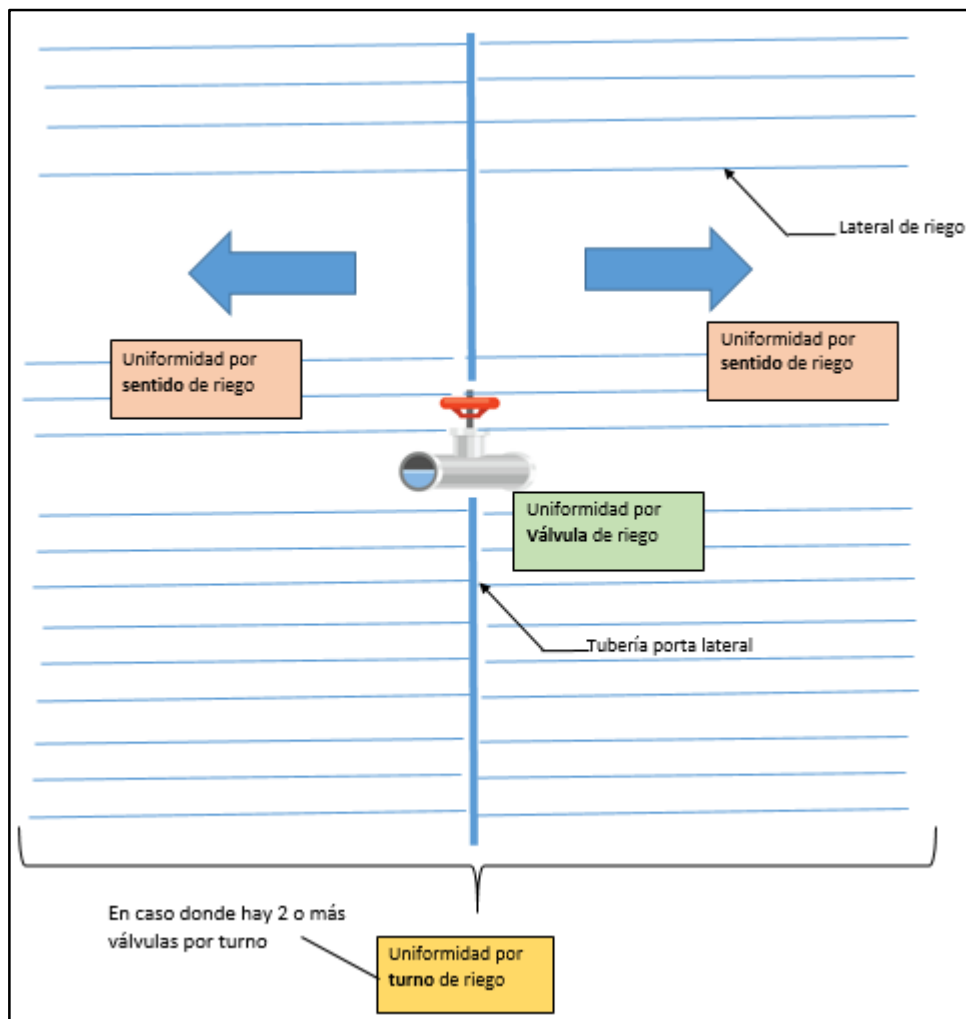 Lateral de riego
Uniformidad por
sentido de riego
Uniformidad por
sentido de riego
Uniformidad por
Válvula de riego
Tubería porta lateral
En caso donde hay 2 o más
válvulas por turno
Uniformidad por
turno de riego